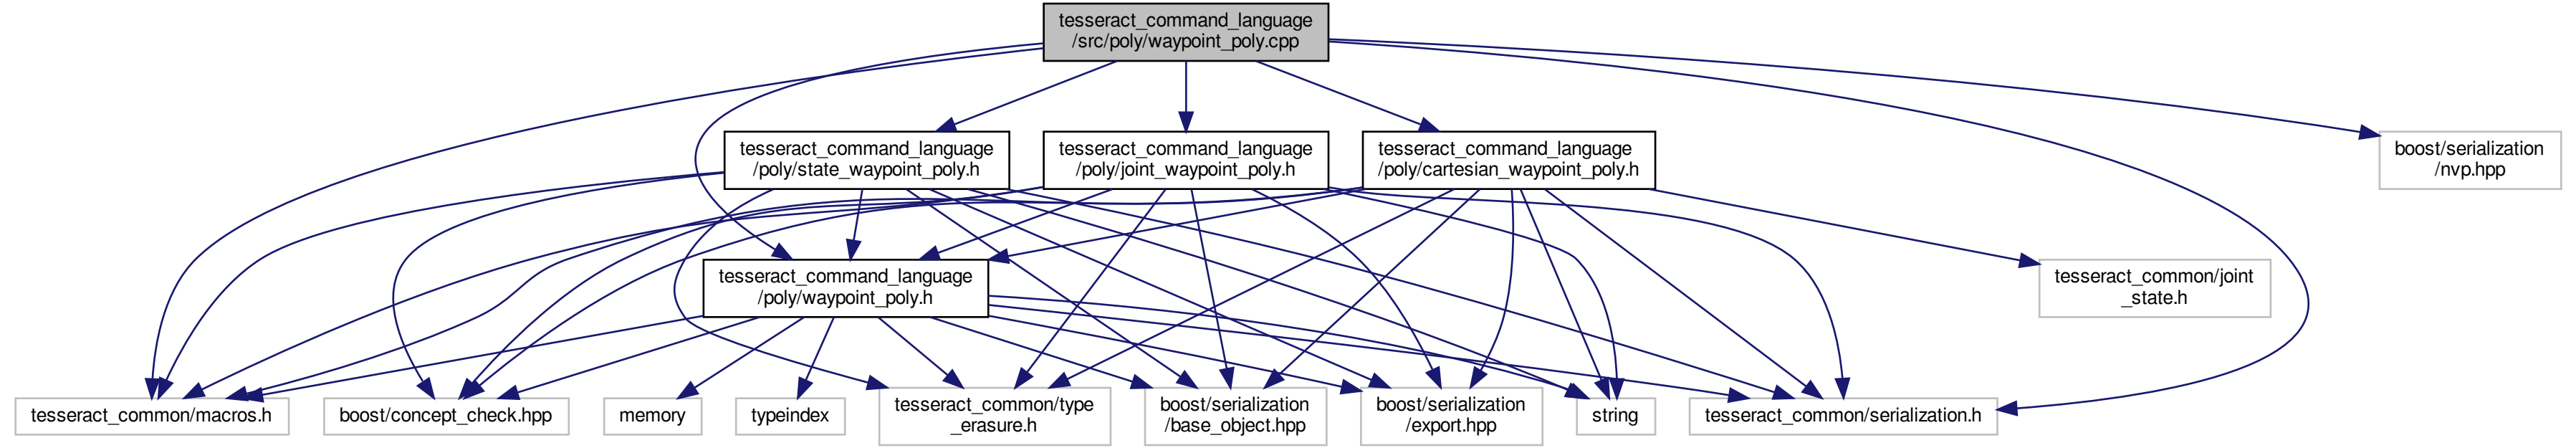 tesseract_command_language
/src/poly/waypoint_poly.cpp
tesseract_command_language
/poly/state_waypoint_poly.h
tesseract_command_language
/poly/joint_waypoint_poly.h
tesseract_command_language
/poly/cartesian_waypoint_poly.h
boost/serialization
/nvp.hpp
tesseract_command_language
/poly/waypoint_poly.h
tesseract_common/joint
_state.h
tesseract_common/macros.h
boost/concept_check.hpp
memory
typeindex
tesseract_common/type
_erasure.h
boost/serialization
/base_object.hpp
boost/serialization
/export.hpp
string
tesseract_common/serialization.h